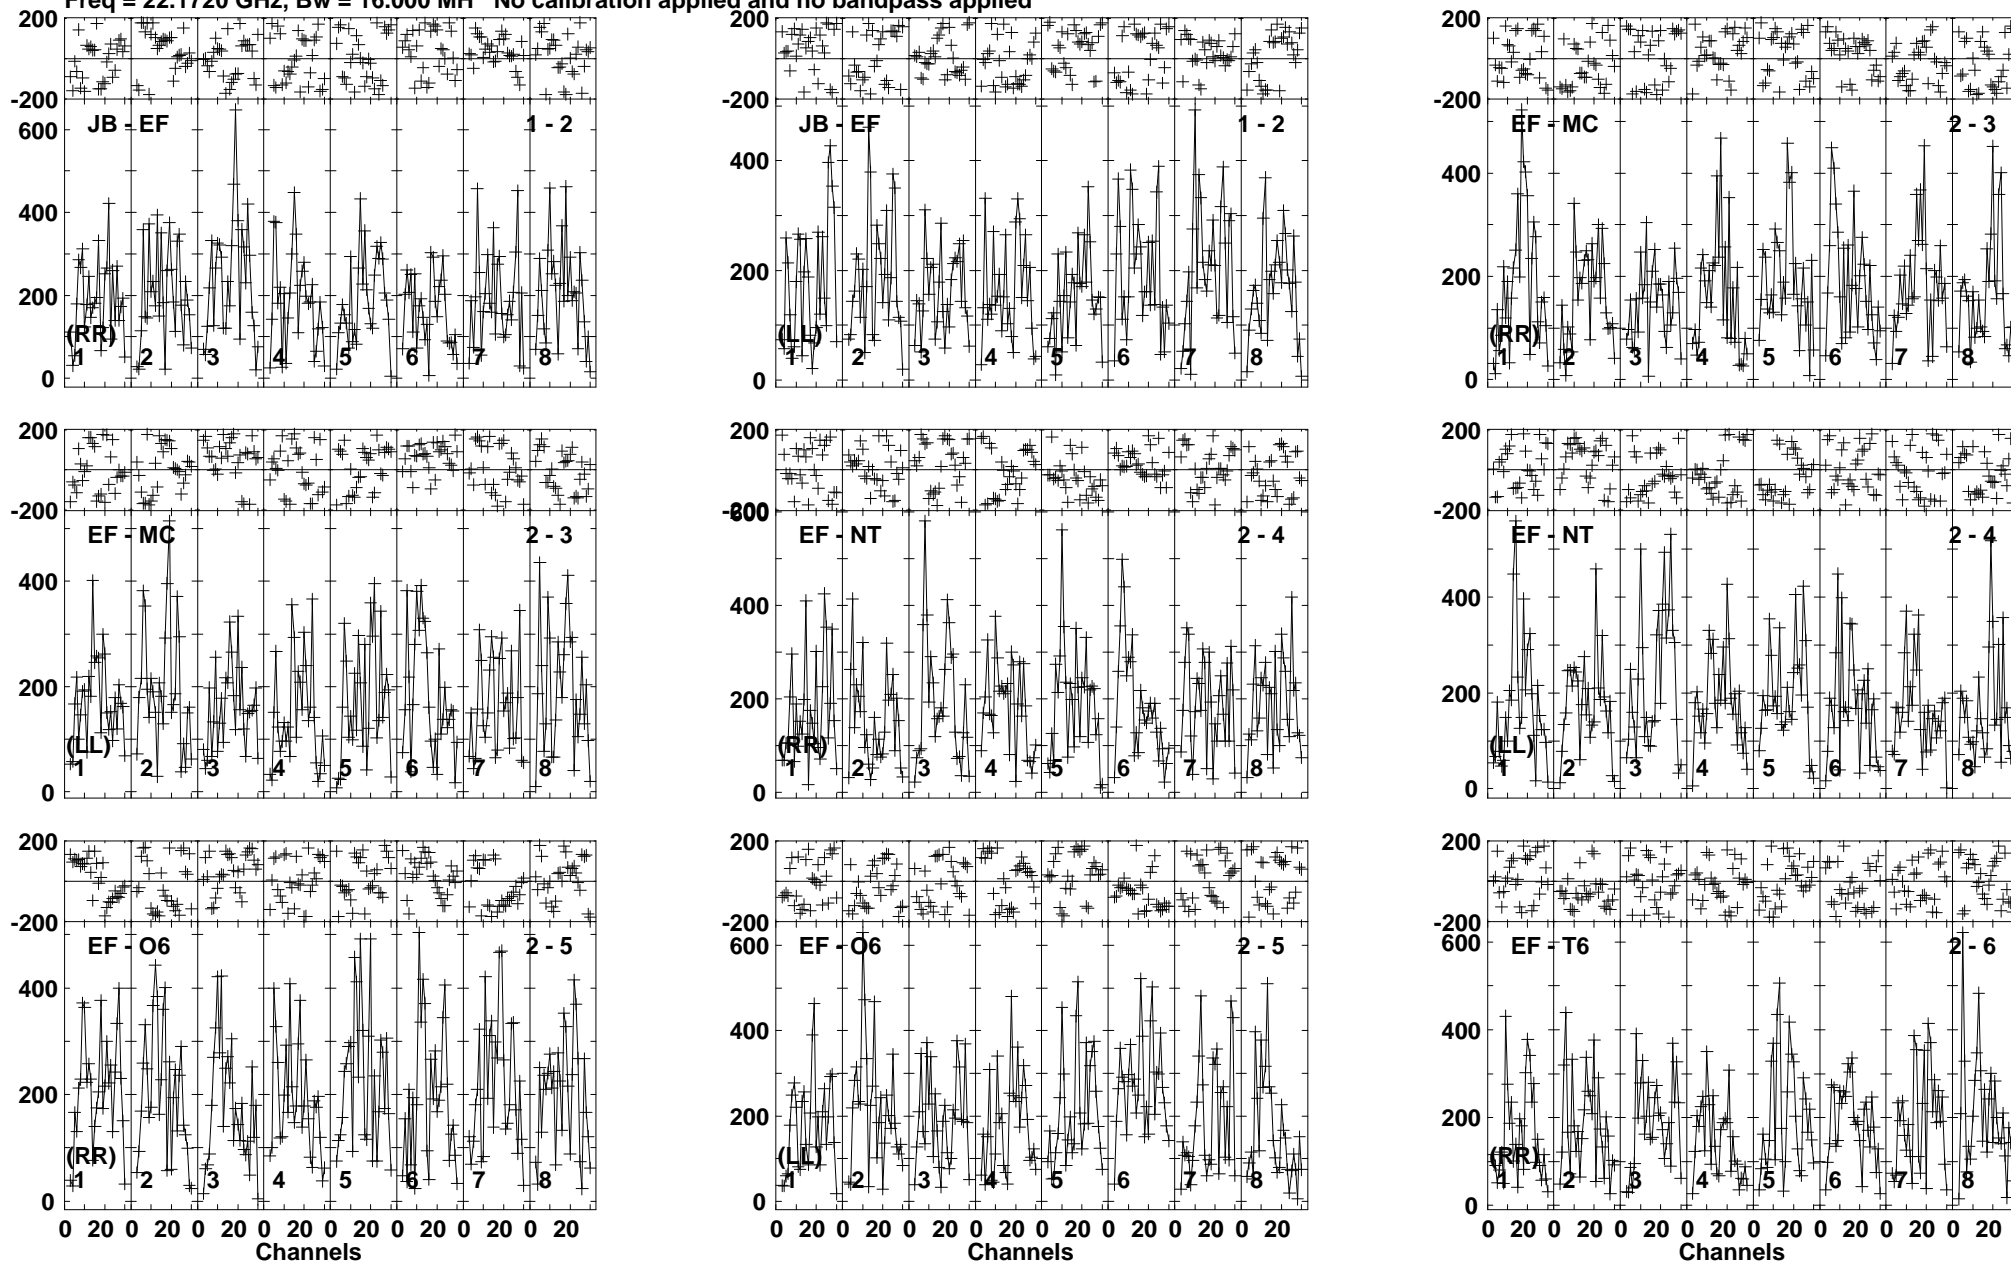 Freq = 22.1720 GHz, Bw = 16.000 MH No calibration applied and no bandpass applied
200 200 200
-200 -200 -200
JB - EF 1 - 2 JB - EF 1 - 2 EF - MC 2 - 3
600
400 400 400
200 200 200
(RR) (LL) (RR)
1 2 3 4 5 6 7 8 1 2 3 4 5 6 7 8 1 2 3 4 5 6 7 8
0 0 0
200 200 200
-200 -200 -200
600
EF - MC 2 - 3 EF - NT 2 - 4 EF - NT 2 - 4
400 400 400
200 200 200
(LL) (RR) (LL)
1 2 3 4 5 6 7 8 1 2 3 4 5 6 7 8 1 2 3 4 5 6 7 8
0 0 0
200 200 200
-200 -200 -200
EF - O6 2 - 5 EF - O6 2 - 5 EF - T6 2 - 6
600 600
400 400 400
200 200 200
(RR) (LL) (RR)
1 2 3 4 5 6 7 8 1 2 3 4 5 6 7 8 1 2 3 4 5 6 7 8
0 0 0
0 20 0 20 0 20 0 20 0 20 0 20 0 20 0 20 0 20 0 20 0 20 0 20 0 20 0 20 0 20 0 20 0 20 0 20 0 20 0 20 0 20 0 20 0 20 0 20
Channels Channels Channels